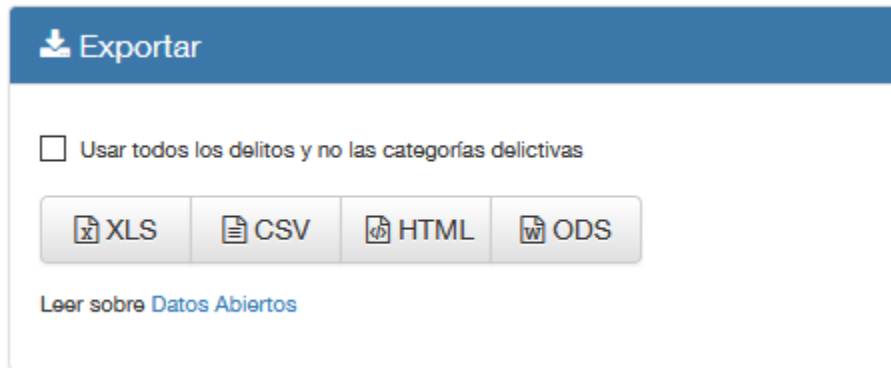 Exportar
Usar todos los delitos y no las categorías delictivas
XLS CSV HTML ODS
Leer sobre Datos Abiertos